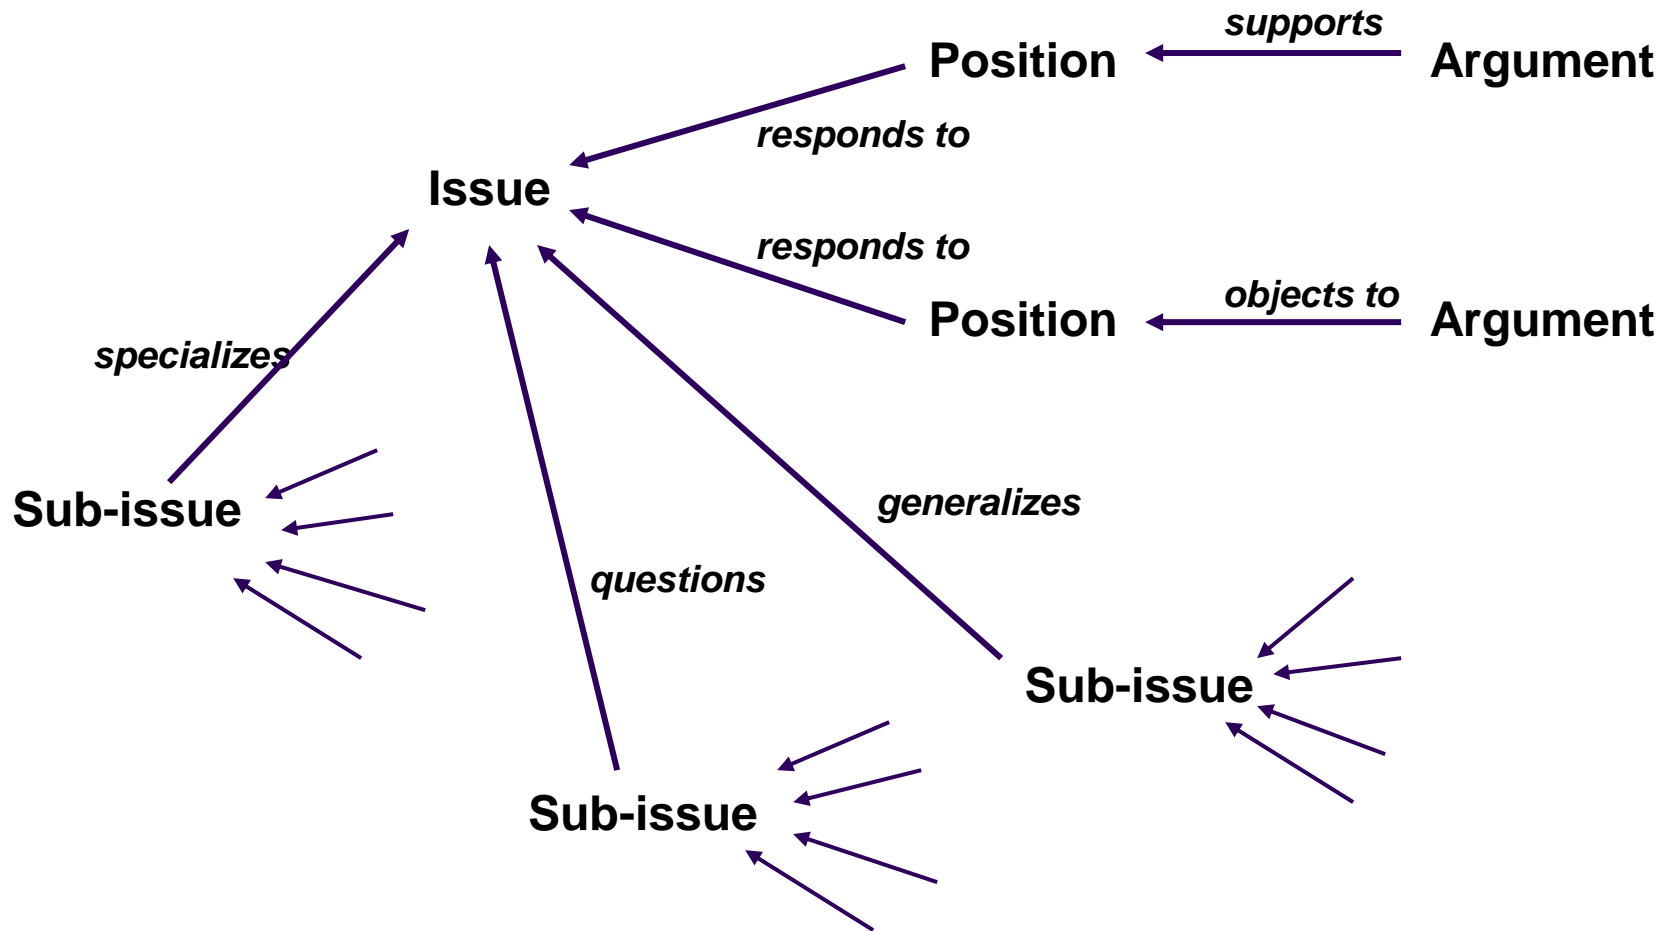 supports
Position
Argument
responds to
Issue
responds to
objects to
Position
Argument
specializes
Sub-issue
generalizes
questions
Sub-issue
Sub-issue